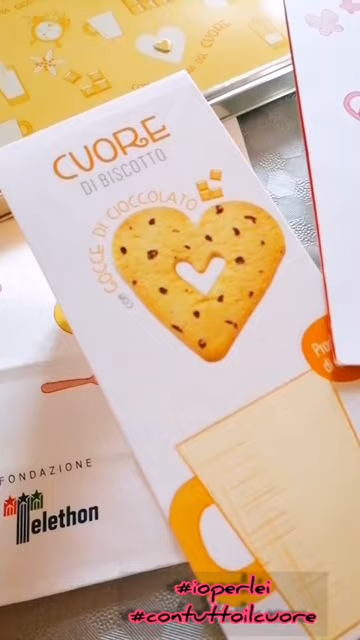 CUORE
DI BISCOTTO
CON GOCCE DI CIOCCOLATO
FONDAZIONE
Telethon
#ioperlei
#contuttoilcuore